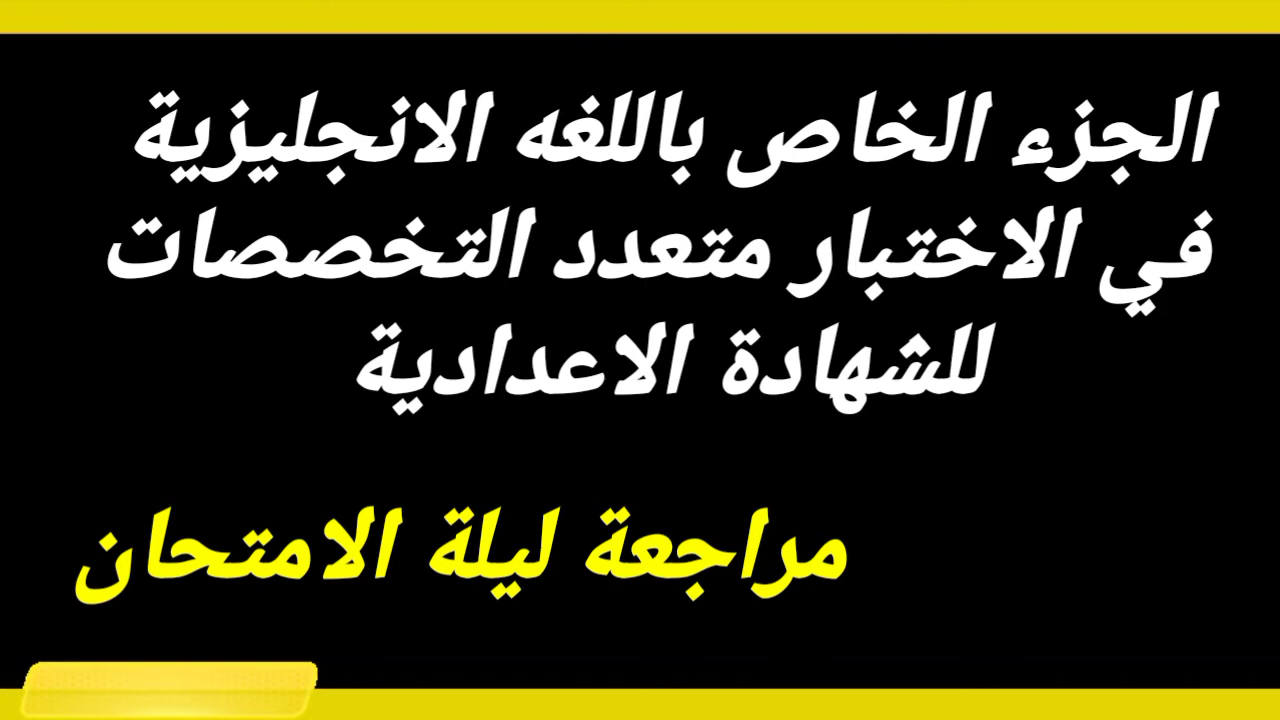 الجزء الخاص باللغه الانجليزية
في الاختبار متعدد التخصصات
للشهادة الاعدادية
مراجعة ليلة الامتحان